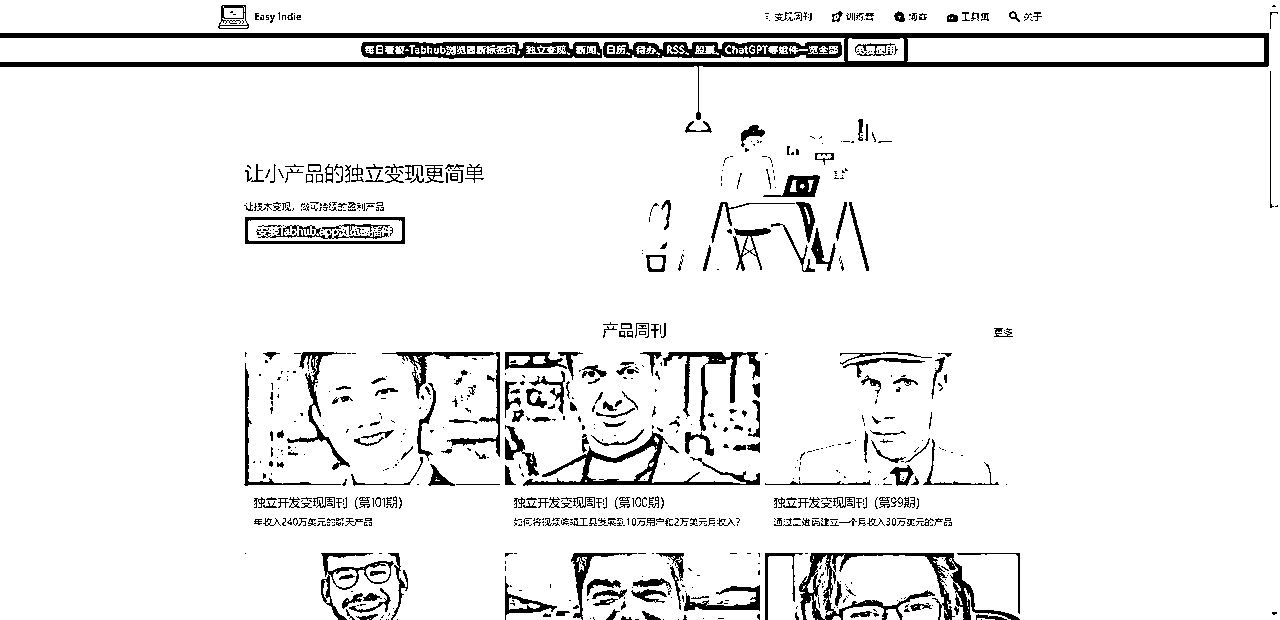 Easy Indie
变现周刊 训练营 博客 工具集 关于
每日看板-Tabhub浏览器新标签页，独立变现、新闻、日历、待办、RSS、股票、ChatGPT等组件一览全部 免费使用
让小产品的独立变现更简单
让技术变现，做可持续的盈利产品
安装Tabhub.app浏览器插件
产品周刊
更多
独立开发变现周刊（第101期）
年收入240万美元的聊天产品
独立开发变现周刊（第100期）
如何将视频编辑工具发展到10万用户和2万美元月收入？
独立开发变现周刊（第99期）
通过零编码建立一个月收入30万美元的产品